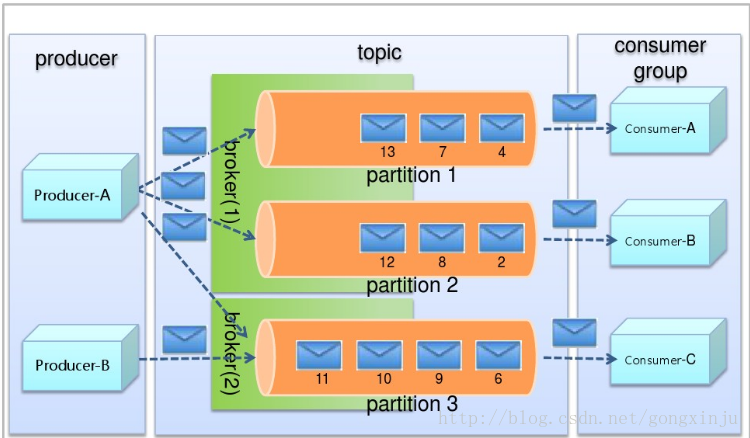 producer
topic
consumer
group
Producer-A
Producer-B
broker(1)
13 7 4
partition 1
12 8 2
partition 2
broker(2)
11 10 9 6
partition 3
Consumer-A
Consumer-B
Consumer-C
http://blog.csdn.net/gongxinju